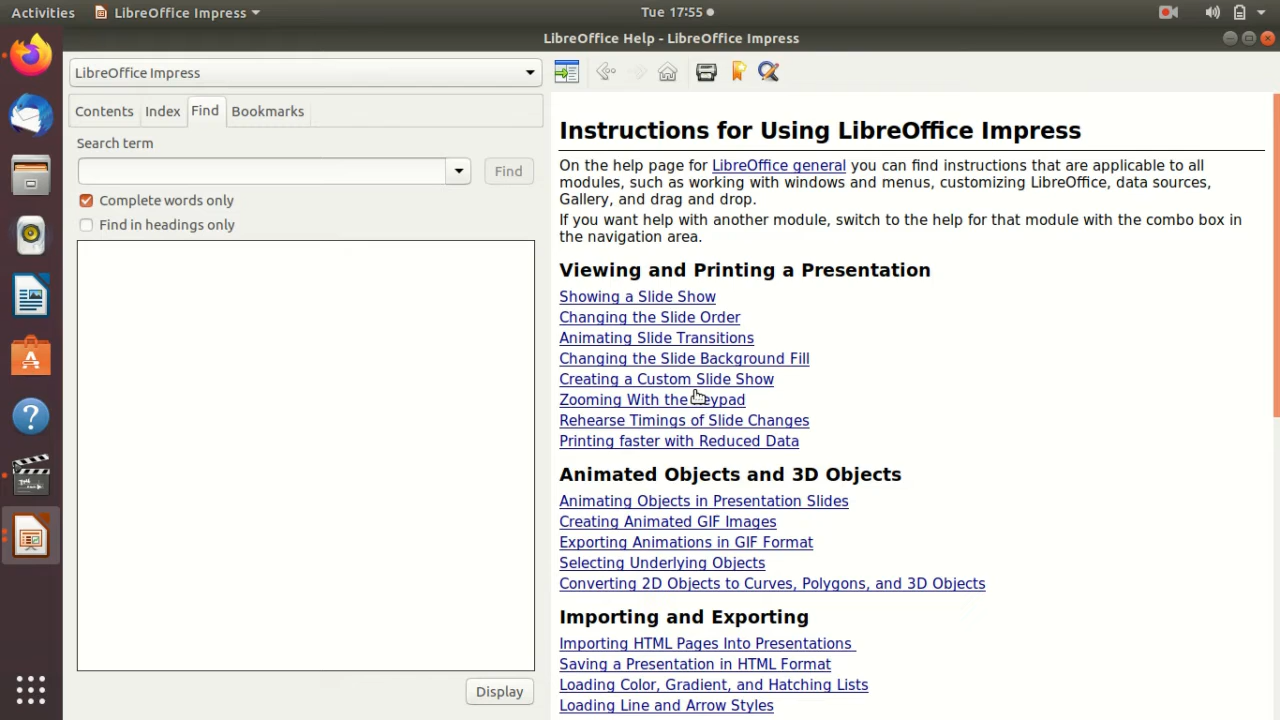 Activities
LibreOffice Impress
Tue 17:55
LibreOffice Help - LibreOffice Impress
LibreOffice Impress
Contents
Index
Find
Bookmarks
Search term
Find
Complete words only
Find in headings only
Display
Instructions for Using LibreOffice Impress
On the help page for LibreOffice general you can find instructions that are applicable to all
modules, such as working with windows and menus, customizing LibreOffice, data sources,
Gallery, and drag and drop.
If you want help with another module, switch to the help for that module with the combo box in
the navigation area.
Viewing and Printing a Presentation
Showing a Slide Show
Changing the Slide Order
Animating Slide Transitions
Changing the Slide Background Fill
Creating a Custom Slide Show
Zooming With the Keypad
Rehearse Timings of Slide Changes
Printing faster with Reduced Data
Animated Objects and 3D Objects
Animating Objects in Presentation Slides
Creating Animated GIF Images
Exporting Animations in GIF Format
Selecting Underlying Objects
Converting 2D Objects to Curves, Polygons, and 3D Objects
Importing and Exporting
Importing HTML Pages Into Presentations
Saving a Presentation in HTML Format
Loading Color, Gradient, and Hatching Lists
Loading Line and Arrow Styles